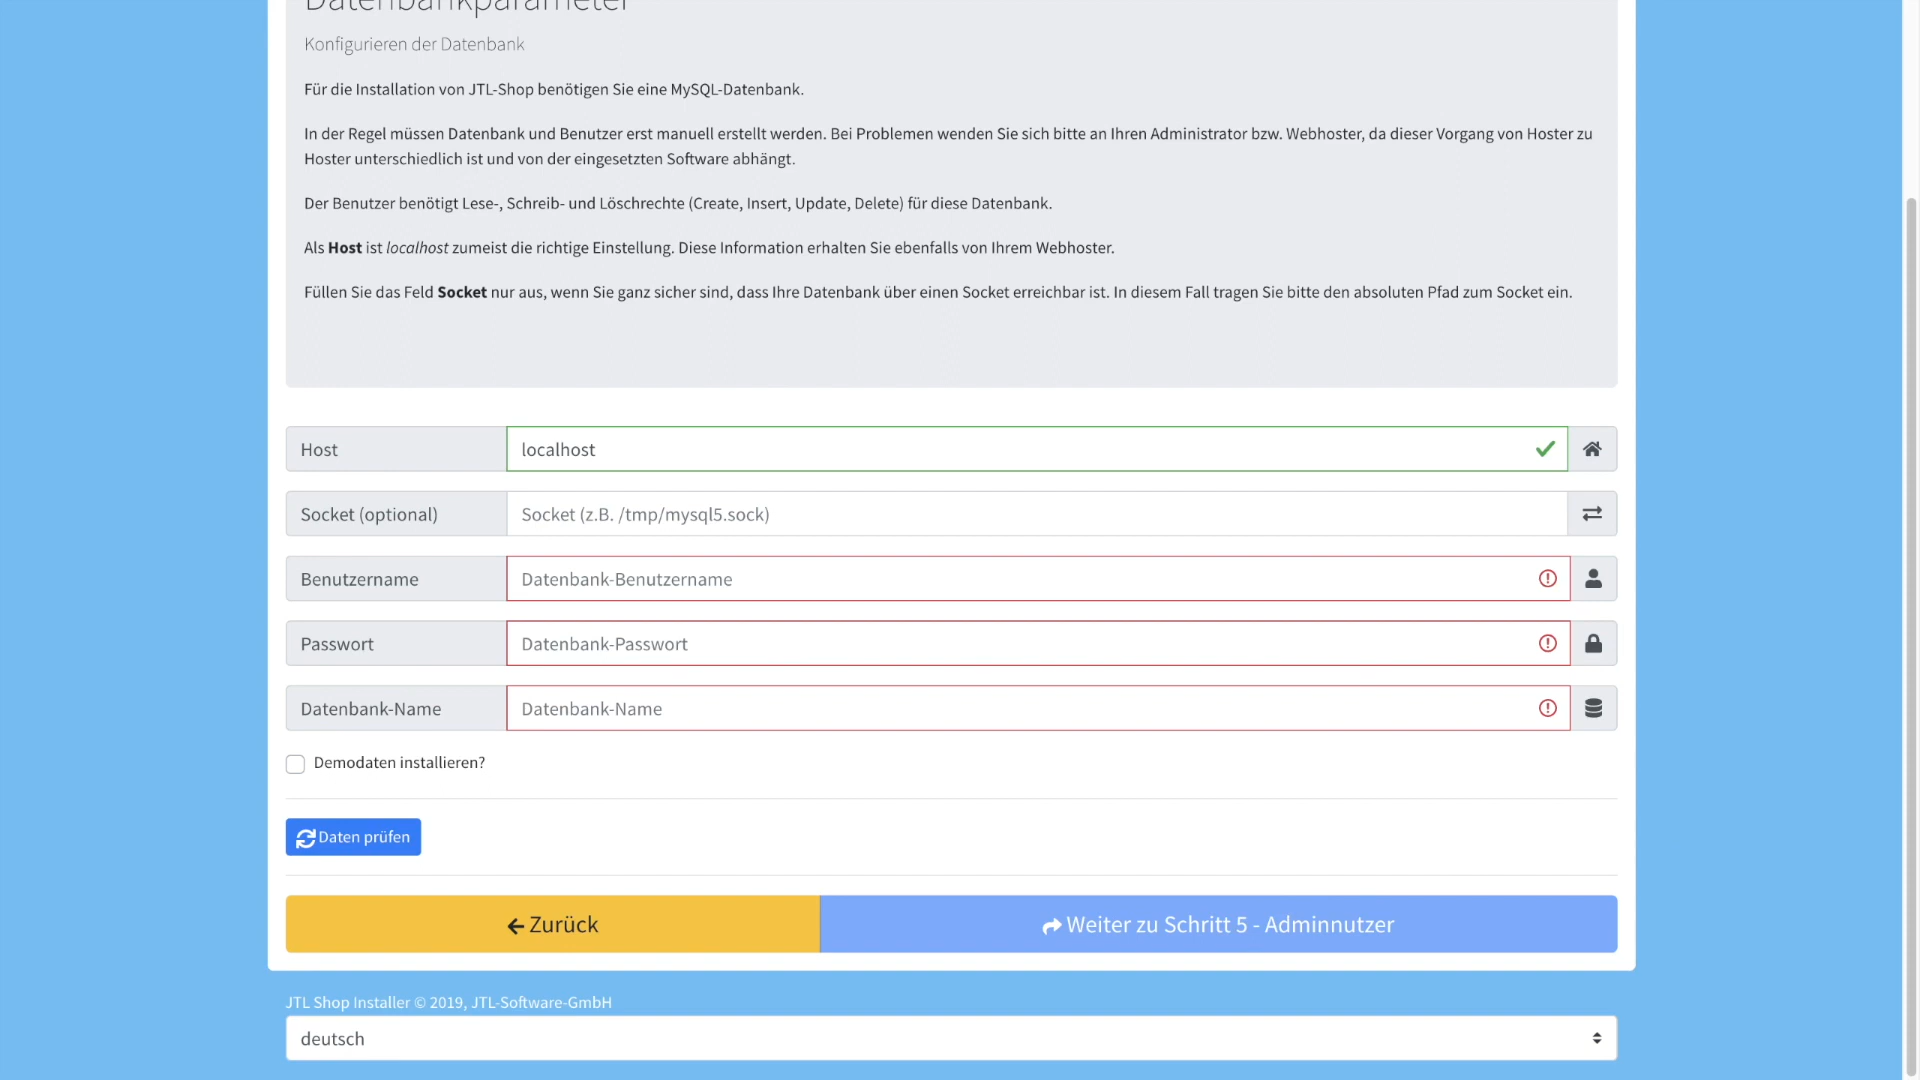 Datenbankparameter
Konfigurieren der Datenbank
Für die Installation von JTL-Shop benötigen Sie eine MySQL-Datenbank.
In der Regel müssen Datenbank und Benutzer erst manuell erstellt werden. Bei Problemen wenden Sie sich bitte an Ihren Administrator bzw. Webhoster, da dieser Vorgang von Hoster zu
Hoster unterschiedlich ist und von der eingesetzten Software abhängt.
Der Benutzer benötigt Lese-, Schreib- und Löschrechte (Create, Insert, Update, Delete) für diese Datenbank.
Als Host ist localhost zumeist die richtige Einstellung. Diese Information erhalten Sie ebenfalls von Ihrem Webhoster.
Füllen Sie das Feld Socket nur aus, wenn Sie ganz sicher sind, dass Ihre Datenbank über einen Socket erreichbar ist. In diesem Fall tragen Sie bitte den absoluten Pfad zum Socket ein.
Host localhost
Socket (optional) Socket (z.B. /tmp/mysql5.sock)
Benutzername Datenbank-Benutzername
Passwort Datenbank-Passwort
Datenbank-Name Datenbank-Name
Demodaten installieren?
Daten prüfen
Zurück Weiter zu Schritt 5 - Adminnutzer
JTL Shop Installer © 2019, JTL-Software-GmbH
deutsch